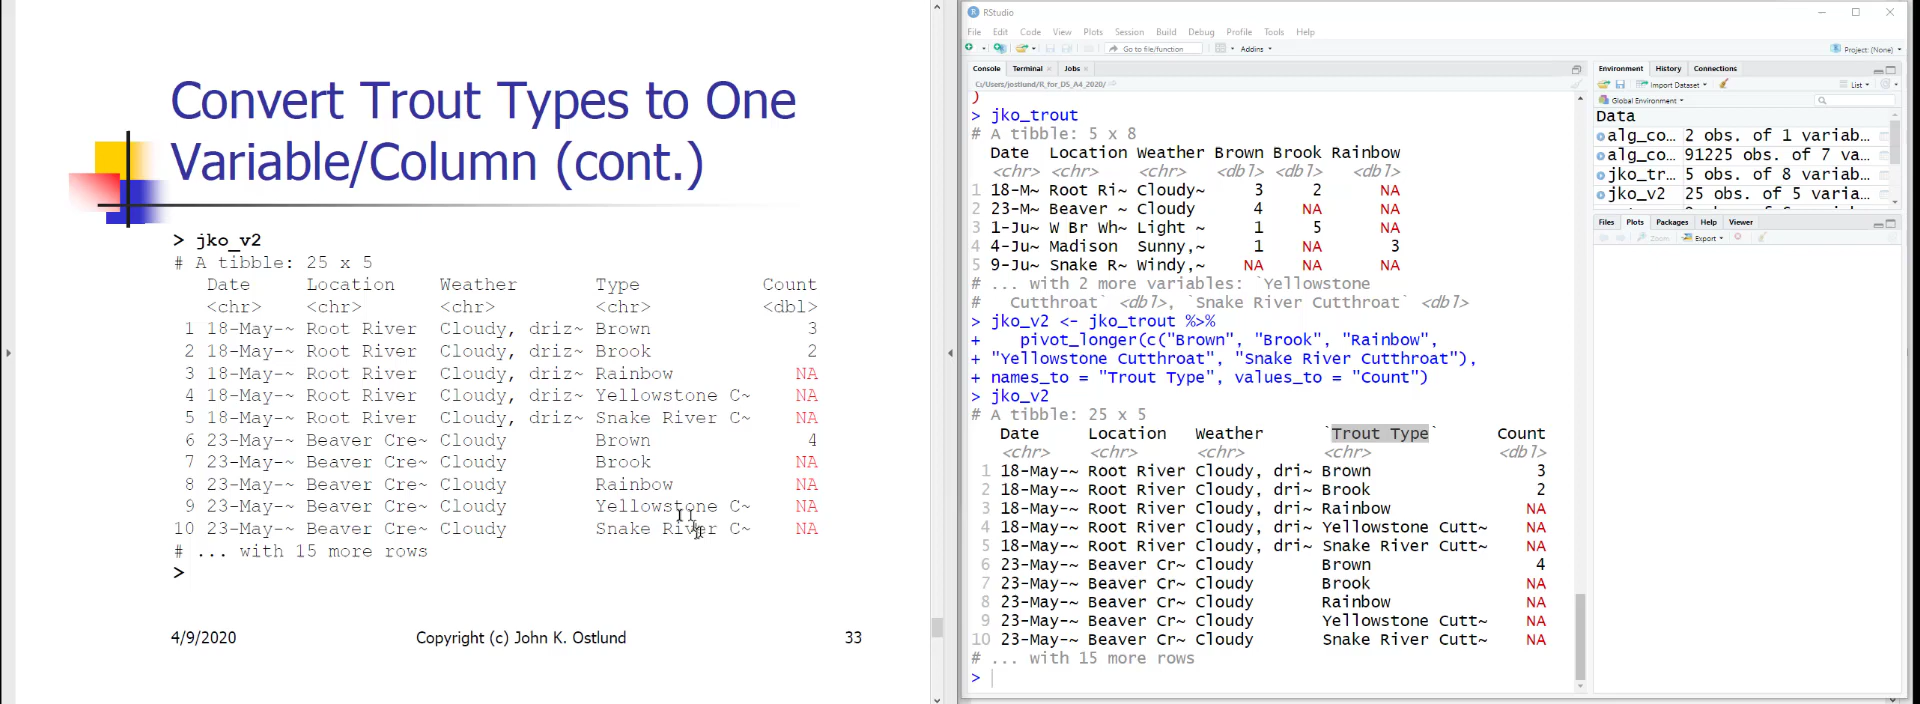 Convert Trout Types to One
Variable/Column (cont.)
> jko_v2
# A tibble: 25 x 5
Date Location Weather Type Count
<chr> <chr> <chr> <chr> <dbl>
1 18-May-~ Root River Cloudy, driz~ Brown 3
2 18-May-~ Root River Cloudy, driz~ Brook 2
3 18-May-~ Root River Cloudy, driz~ Rainbow NA
4 18-May-~ Root River Cloudy, driz~ Yellowstone C~ NA
5 18-May-~ Root River Cloudy, driz~ Snake River C~ NA
6 23-May-~ Beaver Cre~ Cloudy Brown 4
7 23-May-~ Beaver Cre~ Cloudy Brook NA
8 23-May-~ Beaver Cre~ Cloudy Rainbow NA
9 23-May-~ Beaver Cre~ Cloudy Yellowstone C~ NA
10 23-May-~ Beaver Cre~ Cloudy Snake River C~ NA
# ... with 15 more rows
>
4/9/2020 Copyright (c) John K. Ostlund 33
RStudio
File Edit Code View Plots Session Build Debug Profile Tools Help
Go to file/function Addins Project: (None)
Console Terminal Jobs
C:/Users/jostlund/R_for_DS_A4_2020/
)
> jko_trout
# A tibble: 5 x 8
Date Location Weather Brown Brook Rainbow
<chr> <chr> <chr> <dbl> <dbl> <dbl>
1 18-M~ Root Ri~ Cloudy~ 3 2 NA
2 23-M~ Beaver ~ Cloudy 4 NA NA
3 1-Ju~ W Br Wh~ Light ~ 1 5 NA
4 4-Ju~ Madison Sunny,~ 1 NA 3
5 9-Ju~ Snake R~ Windy,~ NA NA NA
# ... with 2 more variables: `Yellowstone
# Cutthroat` <dbl>, `Snake River Cutthroat` <dbl>
> jko_v2 <- jko_trout %>%
+ pivot_longer(c("Brown", "Brook", "Rainbow",
+ "Yellowstone Cutthroat", "Snake River Cutthroat"),
+ names_to = "Trout Type", values_to = "Count")
> jko_v2
# A tibble: 25 x 5
Date Location Weather `Trout Type` Count
<chr> <chr> <chr> <chr> <dbl>
1 18-May-~ Root River Cloudy, dri~ Brown 3
2 18-May-~ Root River Cloudy, dri~ Brook 2
3 18-May-~ Root River Cloudy, dri~ Rainbow NA
4 18-May-~ Root River Cloudy, dri~ Yellowstone Cutt~ NA
5 18-May-~ Root River Cloudy, dri~ Snake River Cutt~ NA
6 23-May-~ Beaver Cr~ Cloudy Brown 4
7 23-May-~ Beaver Cr~ Cloudy Brook NA
8 23-May-~ Beaver Cr~ Cloudy Rainbow NA
9 23-May-~ Beaver Cr~ Cloudy Yellowstone Cutt~ NA
10 23-May-~ Beaver Cr~ Cloudy Snake River Cutt~ NA
# ... with 15 more rows
>
Environment History Connections
Import Dataset List
Global Environment
Data
alg_co... 2 obs. of 1 variab...
alg_co... 91225 obs. of 7 va...
jko_tr... 5 obs. of 8 variab...
jko_v2 25 obs. of 5 varia...
Files Plots Packages Help Viewer
Zoom Export